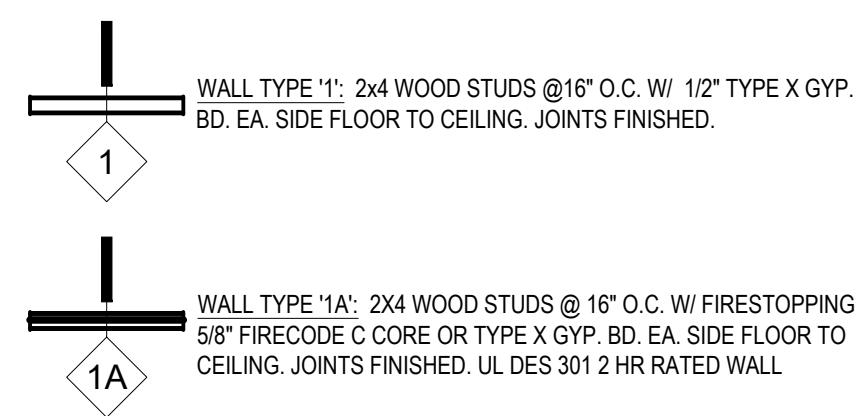 WALL TYPE '1': 2x4 WOOD STUDS @16" O.C. W/ 1/2" TYPE X GYP.
BD. EA. SIDE FLOOR TO CEILING. JOINTS FINISHED.
1
WALL TYPE '1A': 2X4 WOOD STUDS @ 16" O.C. W/ FIRESTOPPING
5/8" FIRECODE C CORE OR TYPE X GYP. BD. EA. SIDE FLOOR TO
CEILING. JOINTS FINISHED. UL DES 301 2 HR RATED WALL
1A